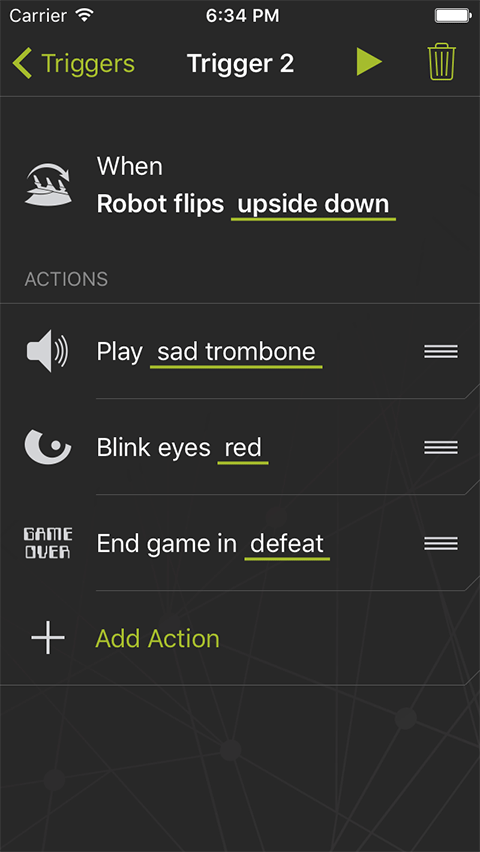 Carrier 6:34 PM
Triggers Trigger 2
When
Robot flips upside down
ACTIONS
Play sad trombone
Blink eyes red
GAME
OVER
End game in defeat
Add Action